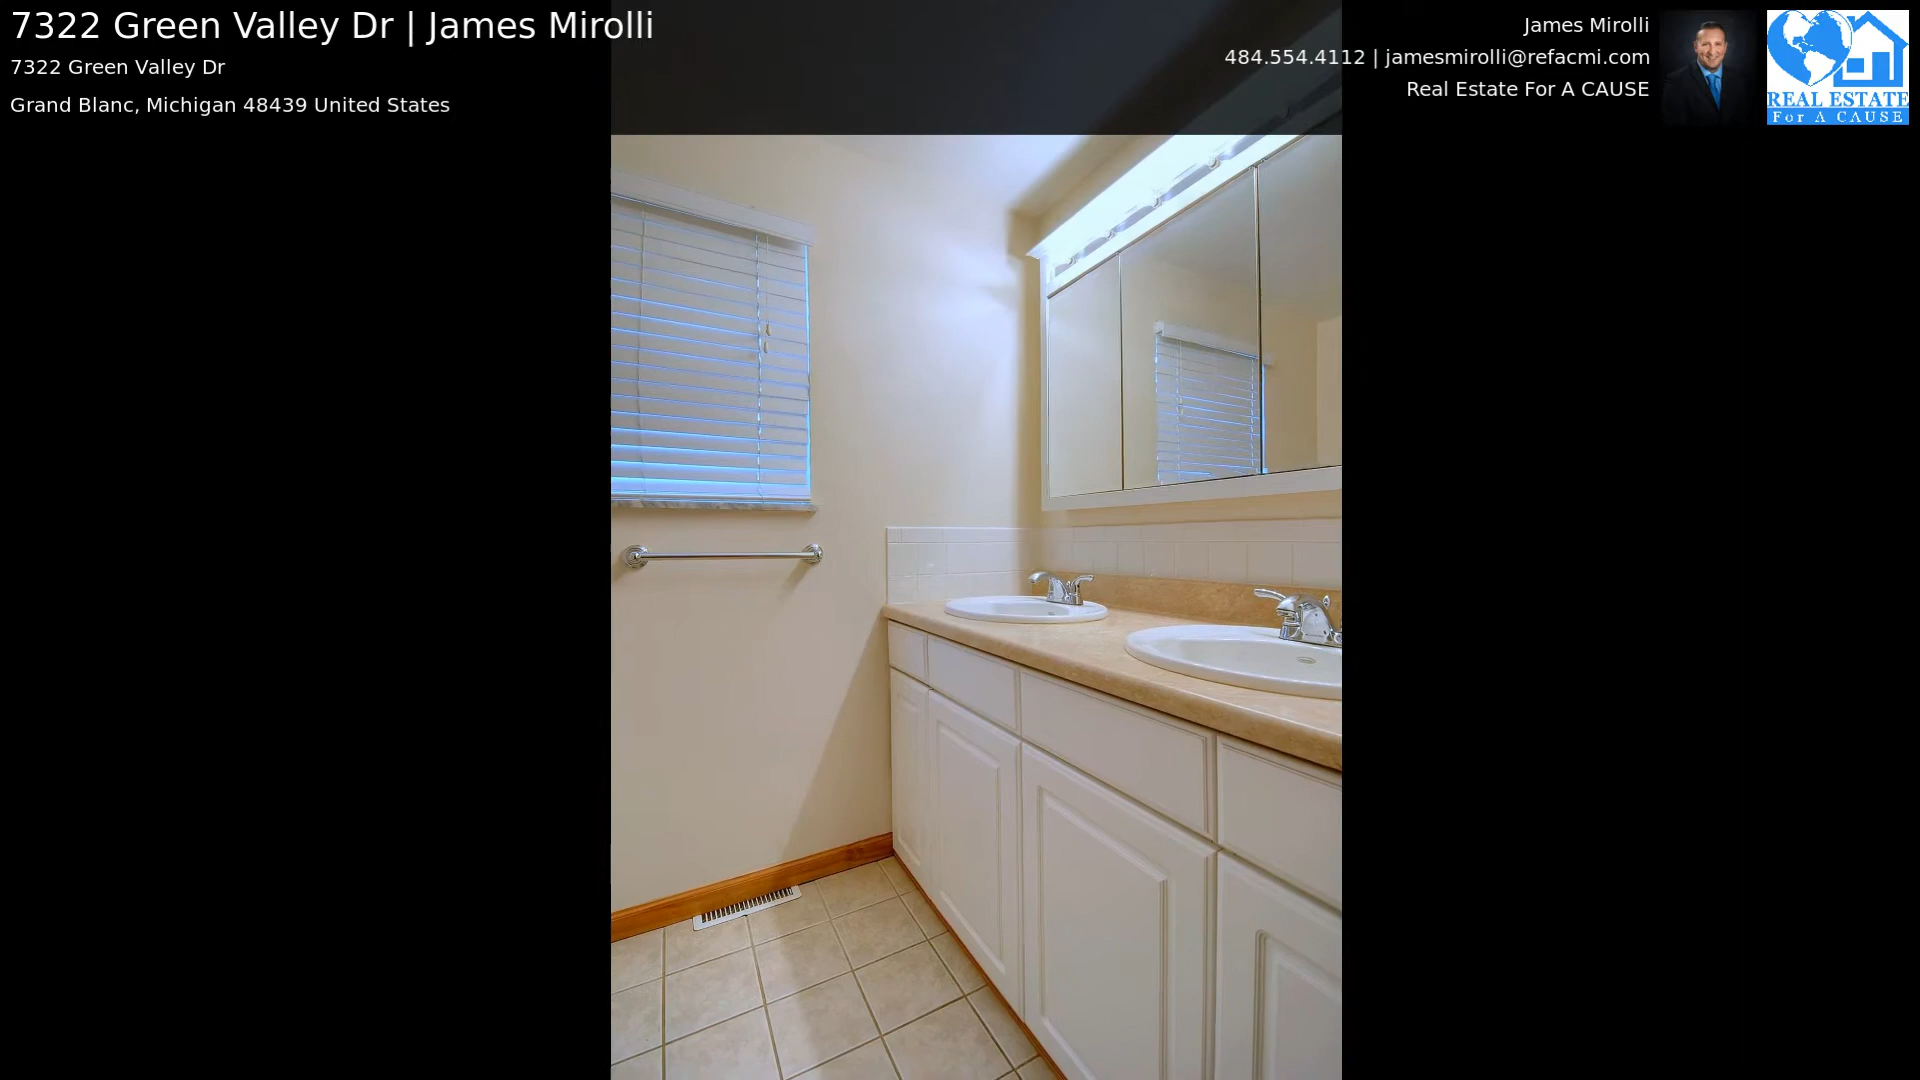 7322 Green Valley Dr | James Mirolli
7322 Green Valley Dr
Grand Blanc, Michigan 48439 United States
James Mirolli
484.554.4112 | jamesmirolli@refacmi.com
Real Estate For A CAUSE
REAL ESTATE
For A CAUSE